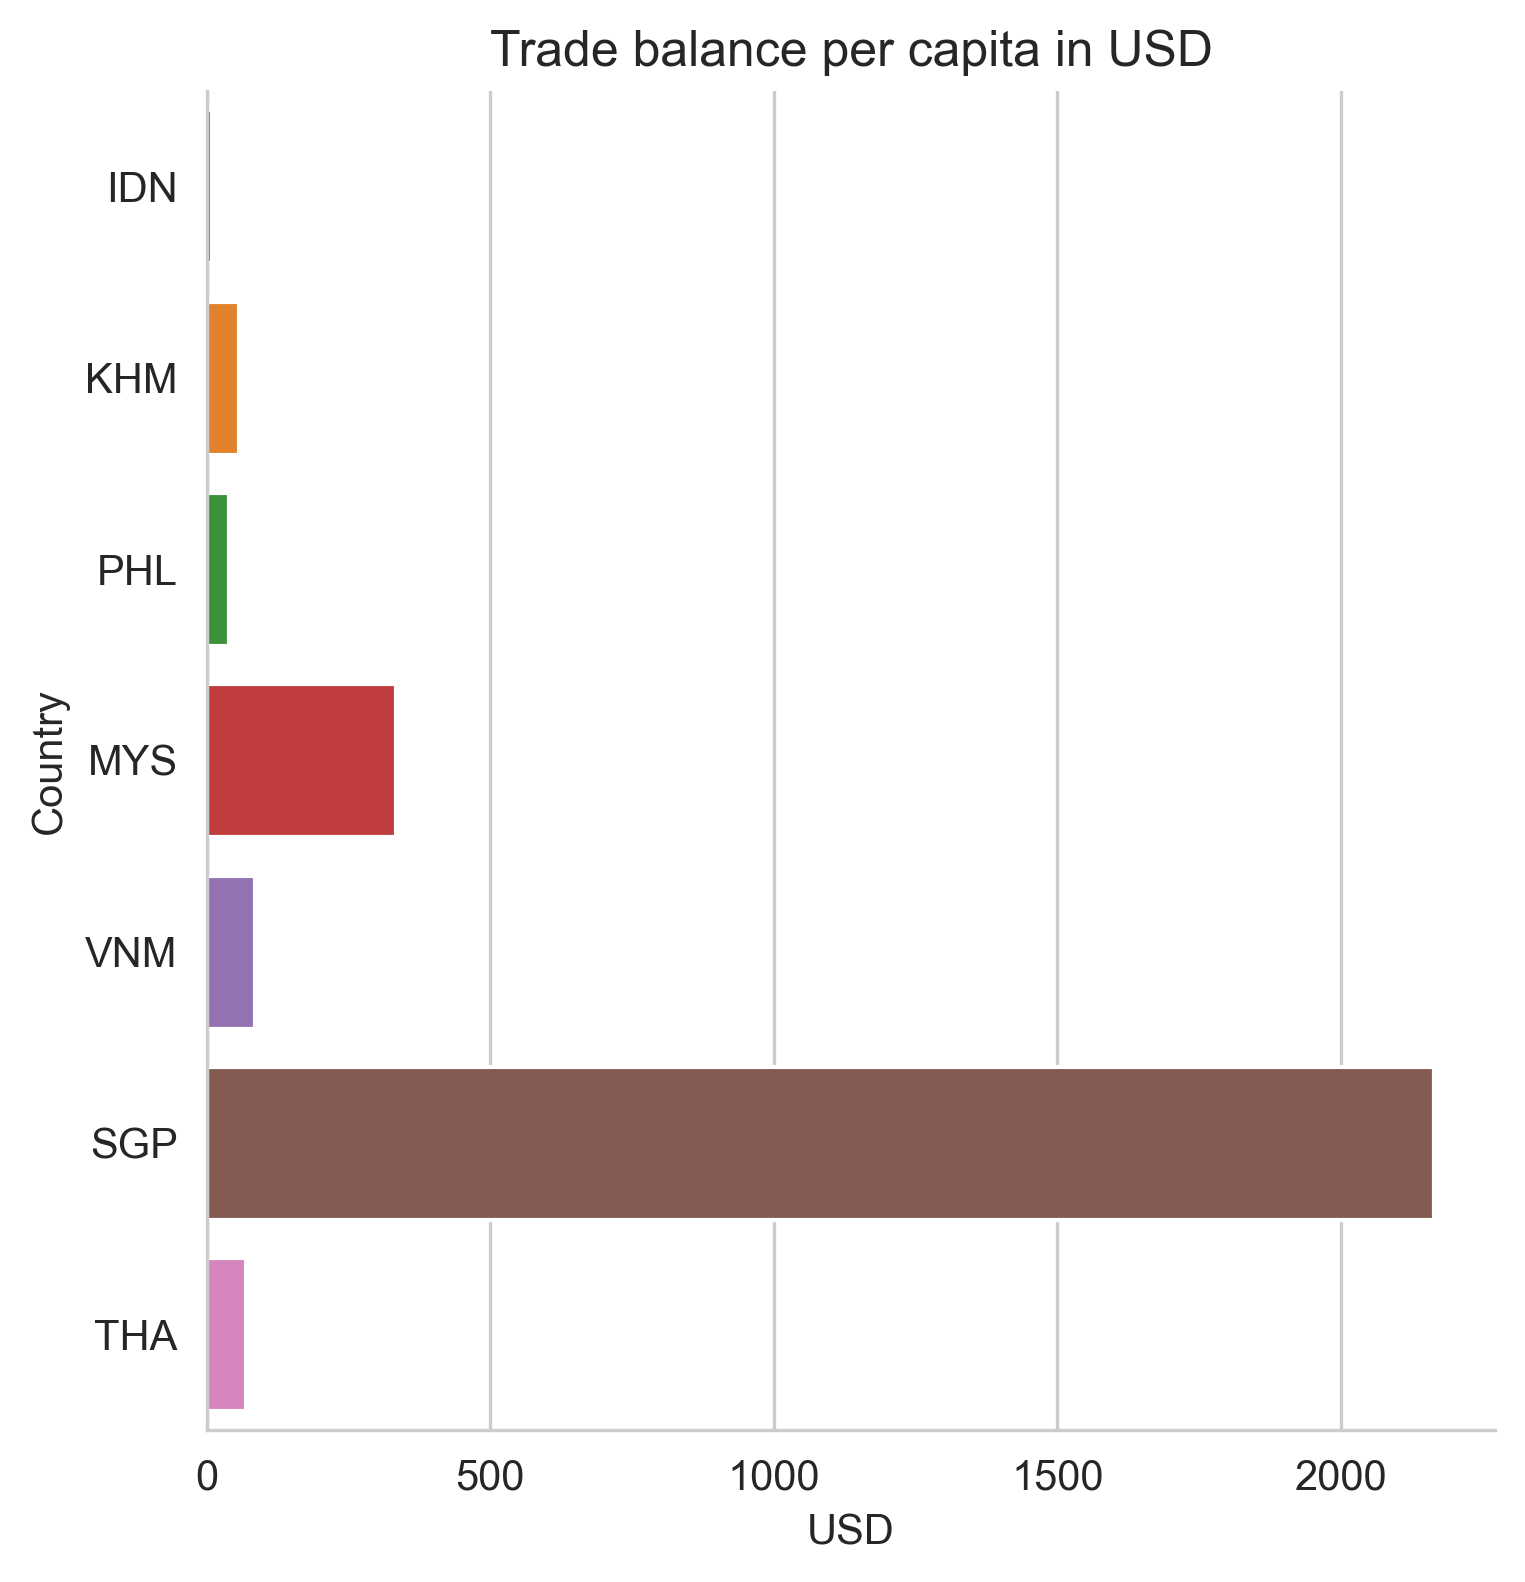 Trade balance per capita in USD
IDN
KHM
PHL
MYS
VNM
SGP
THA
Country
0 500 1000 1500 2000
USD